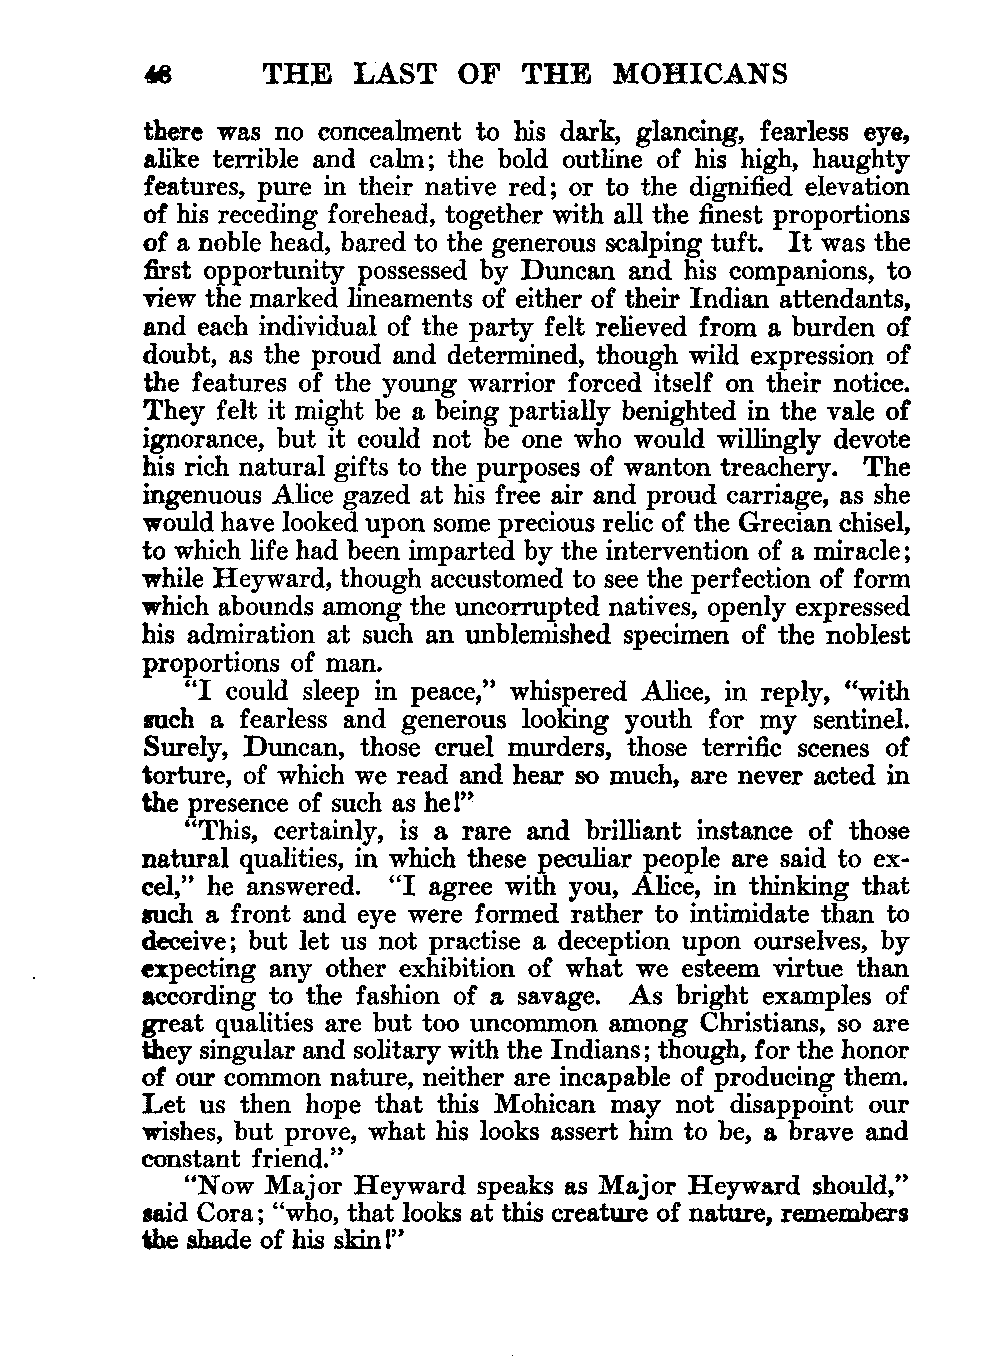 48 THE LAST OF THE MOHICANS
there was no concealment to his dark, glancing, fearless eye,
alike terrible and calm; the bold outline of his high, haughty
features, pure in their native red; or to the dignified elevation
of his receding forehead, together with all the finest proportions
of a noble head, bared to the generous scalping tuft. It was the
first opportunity possessed by Duncan and his companions, to
view the marked lineaments of either of their Indian attendants,
and each individual of the party felt relieved from a burden of
doubt, as the proud and determined, though wild expression of
the features of the young warrior forced itself on their notice.
They felt it might be a being partially benighted in the vale of
ignorance, but it could not be one who would willingly devote
his rich natural gifts to the purposes of wanton treachery. The
ingenuous Alice gazed at his free air and proud carriage, as she
would have looked upon some precious relic of the Grecian chisel,
to which life had been imparted by the intervention of a miracle;
while Heyward, though accustomed to see the perfection of form
which abounds among the uncorrupted natives, openly expressed
his admiration at such an unblemished specimen of the noblest
proportions of man.
“I could sleep in peace,” whispered Alice, in reply, “with
such a fearless and generous looking youth for my sentinel.
Surely, Duncan, those cruel murders, those terrific scenes of
torture, of which we read and hear so much, are never acted in
the presence of such as he!”
“This, certainly, is a rare and brilliant instance of those
natural qualities, in which these peculiar people are said to ex-
cel,” he answered. “I agree with you, Alice, in thinking that
such a front and eye were formed rather to intimidate than to
deceive; but let us not practise a deception upon ourselves, by
expecting any other exhibition of what we esteem virtue than
according to the fashion of a savage. As bright examples of
great qualities are but too uncommon among Christians, so are
they singular and solitary with the Indians; though, for the honor
of our common nature, neither are incapable of producing them.
Let us then hope that this Mohican may not disappoint our
wishes, but prove, what his looks assert him to be, a brave and
constant friend.”
“Now Major Heyward speaks as Major Heyward should,”
said Cora; “who, that looks at this creature of nature, remembers
the shade of his skin!”